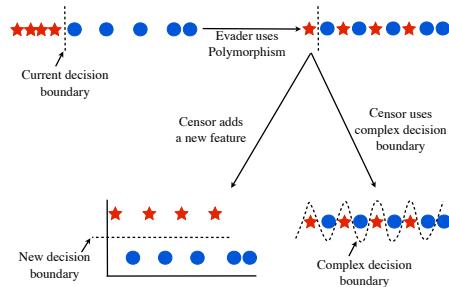 Evader uses
Polymorphism
Current decision
boundary
Censor adds
a new feature
Censor uses
complex decision
boundary
New decision
boundary
Complex decision
boundary